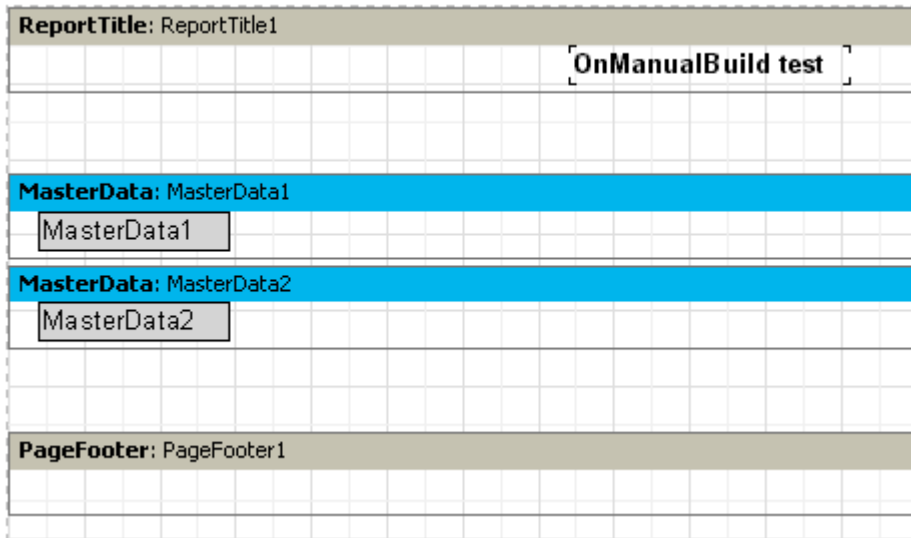 ReportTitle: ReportTitle1
OnManualBuild test
MasterData: MasterData1
MasterData1
MasterData: MasterData2
MasterData2
PageFooter: PageFooter1